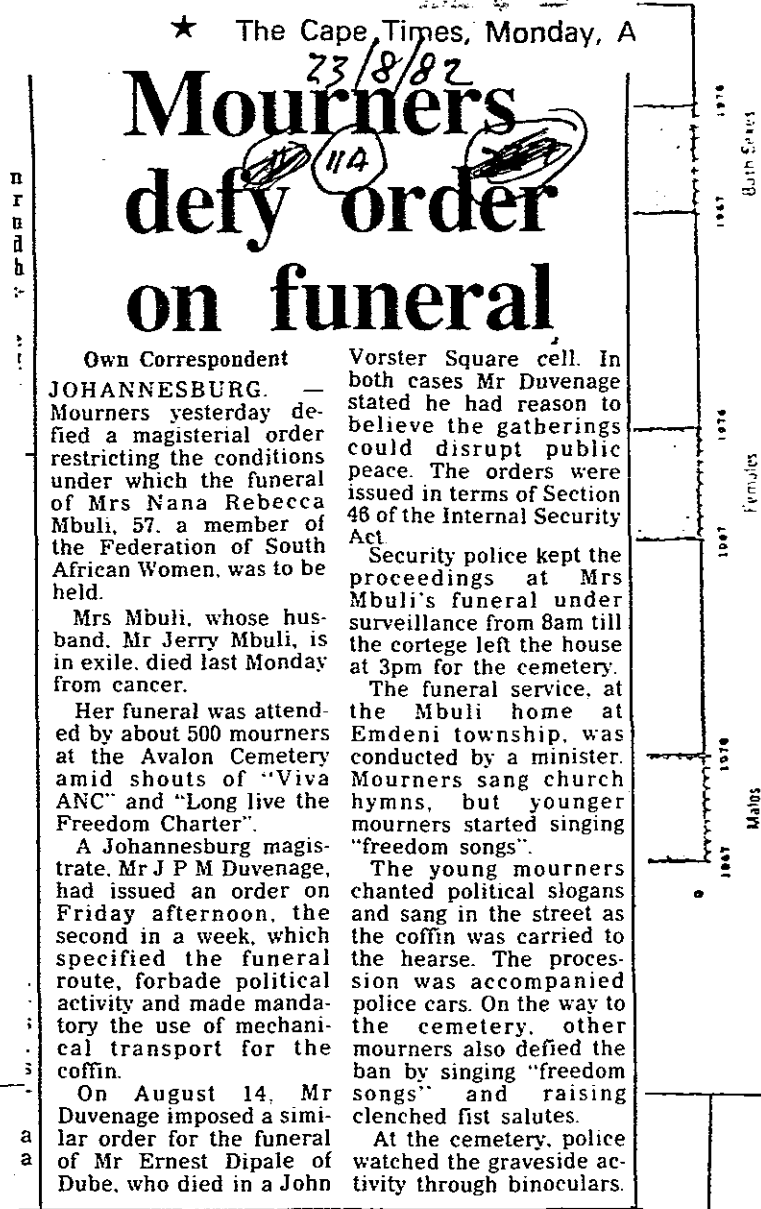 ★ The Cape Times, Monday, A
23/8/82
Mourners
11A
defy order
on funeral
Own Correspondent
JOHANNESBURG. —
Mourners yesterday de-
fied a magisterial order
restricting the conditions
under which the funeral
of Mrs Nana Rebecca
Mbuli, 57, a member of
the Federation of South
African Women, was to be
held.
Mrs Mbuli, whose hus-
band, Mr Jerry Mbuli, is
in exile, died last Monday
from cancer.
Her funeral was attend-
ed by about 500 mourners
at the Avalon Cemetery
amid shouts of "Viva
ANC" and "Long live the
Freedom Charter".
A Johannesburg magis-
trate, Mr J P M Duvenage,
had issued an order on
Friday afternoon, the
second in a week, which
specified the funeral
route, forbade political
activity and made manda-
tory the use of mechani-
cal transport for the
coffin.
On August 14, Mr
Duvenage imposed a simi-
lar order for the funeral
of Mr Ernest Dipale of
Dube, who died in a John
Vorster Square cell. In
both cases Mr Duvenage
stated he had reason to
believe the gatherings
could disrupt public
peace. The orders were
issued in terms of Section
46 of the Internal Security
Act.
Security police kept the
proceedings at Mrs
Mbuli's funeral under
surveillance from 8am till
the cortege left the house
at 3pm for the cemetery.
The funeral service, at
the Mbuli home at
Emdeni township, was
conducted by a minister.
Mourners sang church
hymns, but younger
mourners started singing
"freedom songs".
The young mourners
chanted political slogans
and sang in the street as
the coffin was carried to
the hearse. The proces-
sion was accompanied
police cars. On the way to
the cemetery, other
mourners also defied the
ban by singing "freedom
songs" and raising
clenched fist salutes.
At the cemetery, police
watched the graveside ac-
tivity through binoculars.
n
r
n
d
h
s
s
a
a
1976
1967
Both Sexes
1976
1967
Females
1976
1967
Males